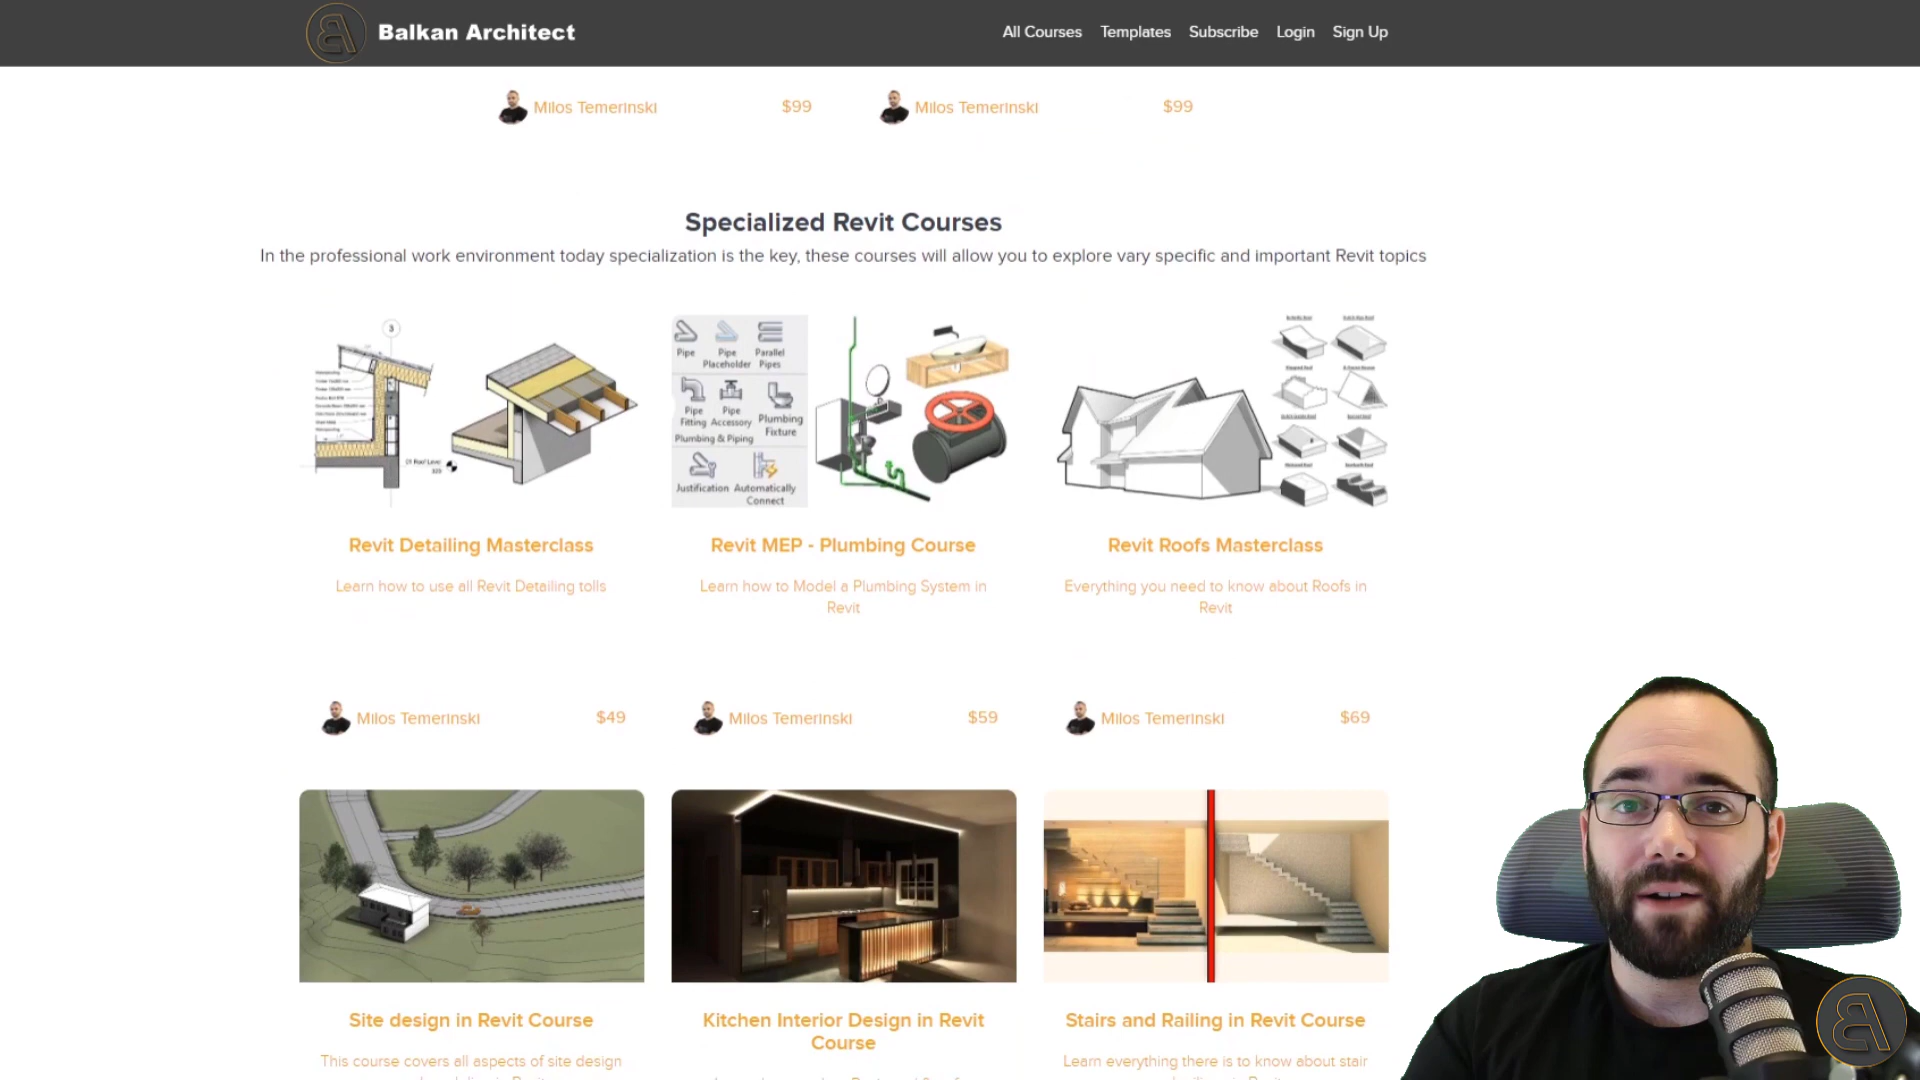 Balkan Architect
All Courses Templates Subscribe Login Sign Up
Milos Temerinski $99 Milos Temerinski $99
Specialized Revit Courses
In the professional work environment today specialization is the key, these courses will allow you to explore vary specific and important Revit topics
3
Pipe Pipe Placeholder Parallel Pipes
Pipe Fitting Pipe Accessory Plumbing Fixture
Plumbing & Piping
Justification Automatically Connect
Revit Detailing Masterclass
Learn how to use all Revit Detailing tolls
Milos Temerinski $49
Revit MEP - Plumbing Course
Learn how to Model a Plumbing System in
Revit
Milos Temerinski $59
Revit Roofs Masterclass
Everything you need to know about Roofs in
Revit
Milos Temerinski $69
Site design in Revit Course
This course covers all aspects of site design
Kitchen Interior Design in Revit
Course
Stairs and Railing in Revit Course
Learn everything there is to know about stair